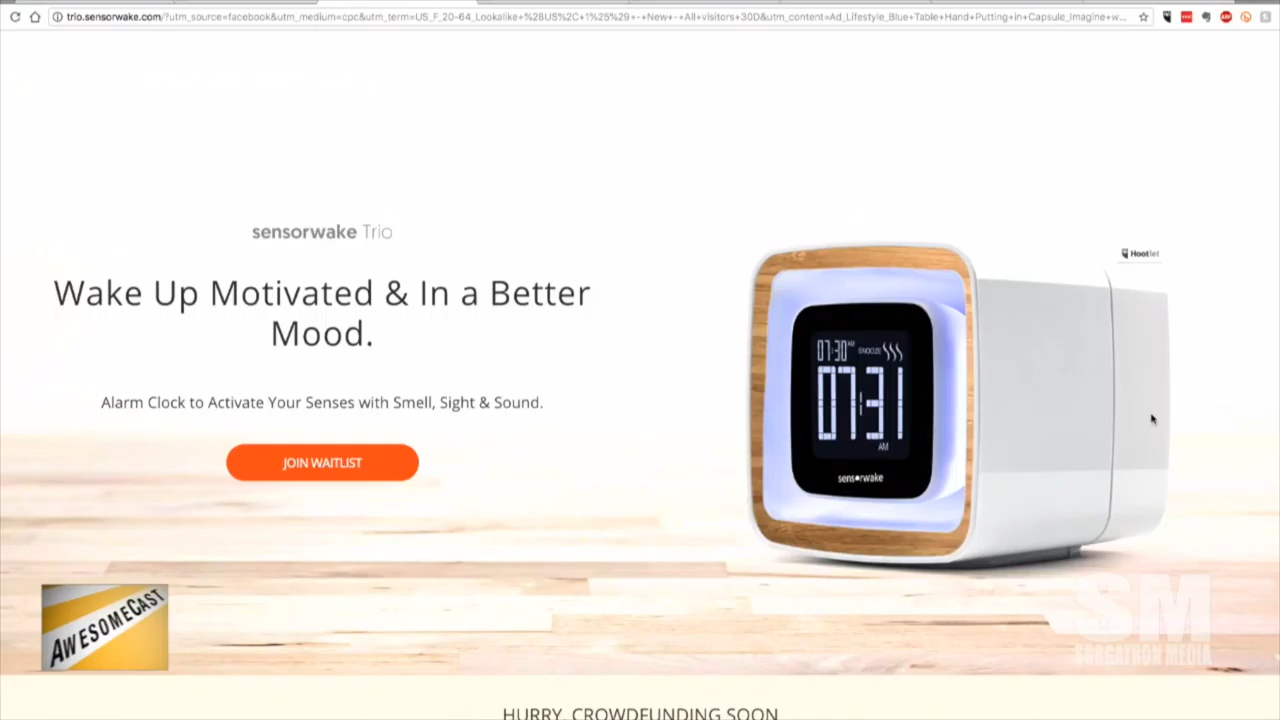 trio.sensorwake.com/?utm_source=facebook&utm_medium=cpc&utm_term=US_F_20-64_Lookalike+%28US%2C+1%25%29+-+New+-+All+visitors+30D&utm_content=Ad_Lifestyle_Blue+Table+Hand+Putting+in+Capsule_Imagine+w...
sensorwake Trio
Wake Up Motivated & In a Better
Mood.
Alarm Clock to Activate Your Senses with Smell, Sight & Sound.
JOIN WAITLIST
Hootlet
07:30 AM SNOOZE
07:31
AM
sensorwake
AWESOMECAST
SM
SORGATRON MEDIA
HURRY, CROWDFUNDING SOON